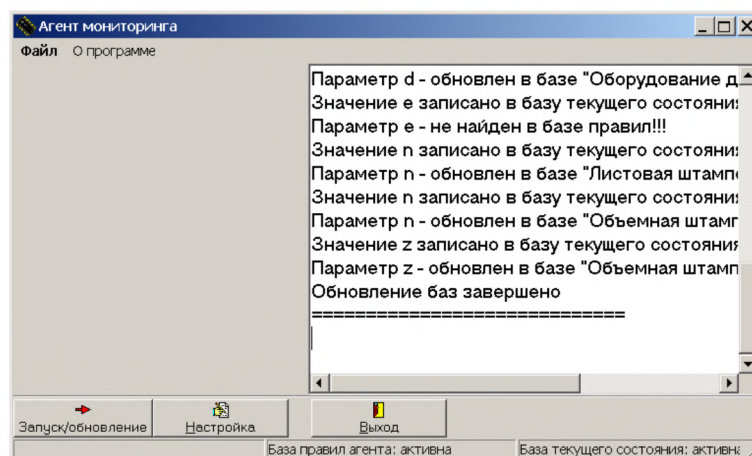 Агент мониторинга
Файл О программе
Параметр d - обновлен в базе "Оборудование д
Значение e записано в базу текущего состояни
Параметр e - не найден в базе правил!!!
Значение n записано в базу текущего состояни
Параметр n - обновлен в базе "Листовая штамп
Значение n записано в базу текущего состояни
Параметр n - обновлен в базе "Объемная штам
Значение z записано в базу текущего состояния
Параметр z - обновлен в базе "Объемная штамп
Обновление баз завершено
=============================
Запуск/обновление Настройка Выход
База правил агента: активна База текущего состояния: активн